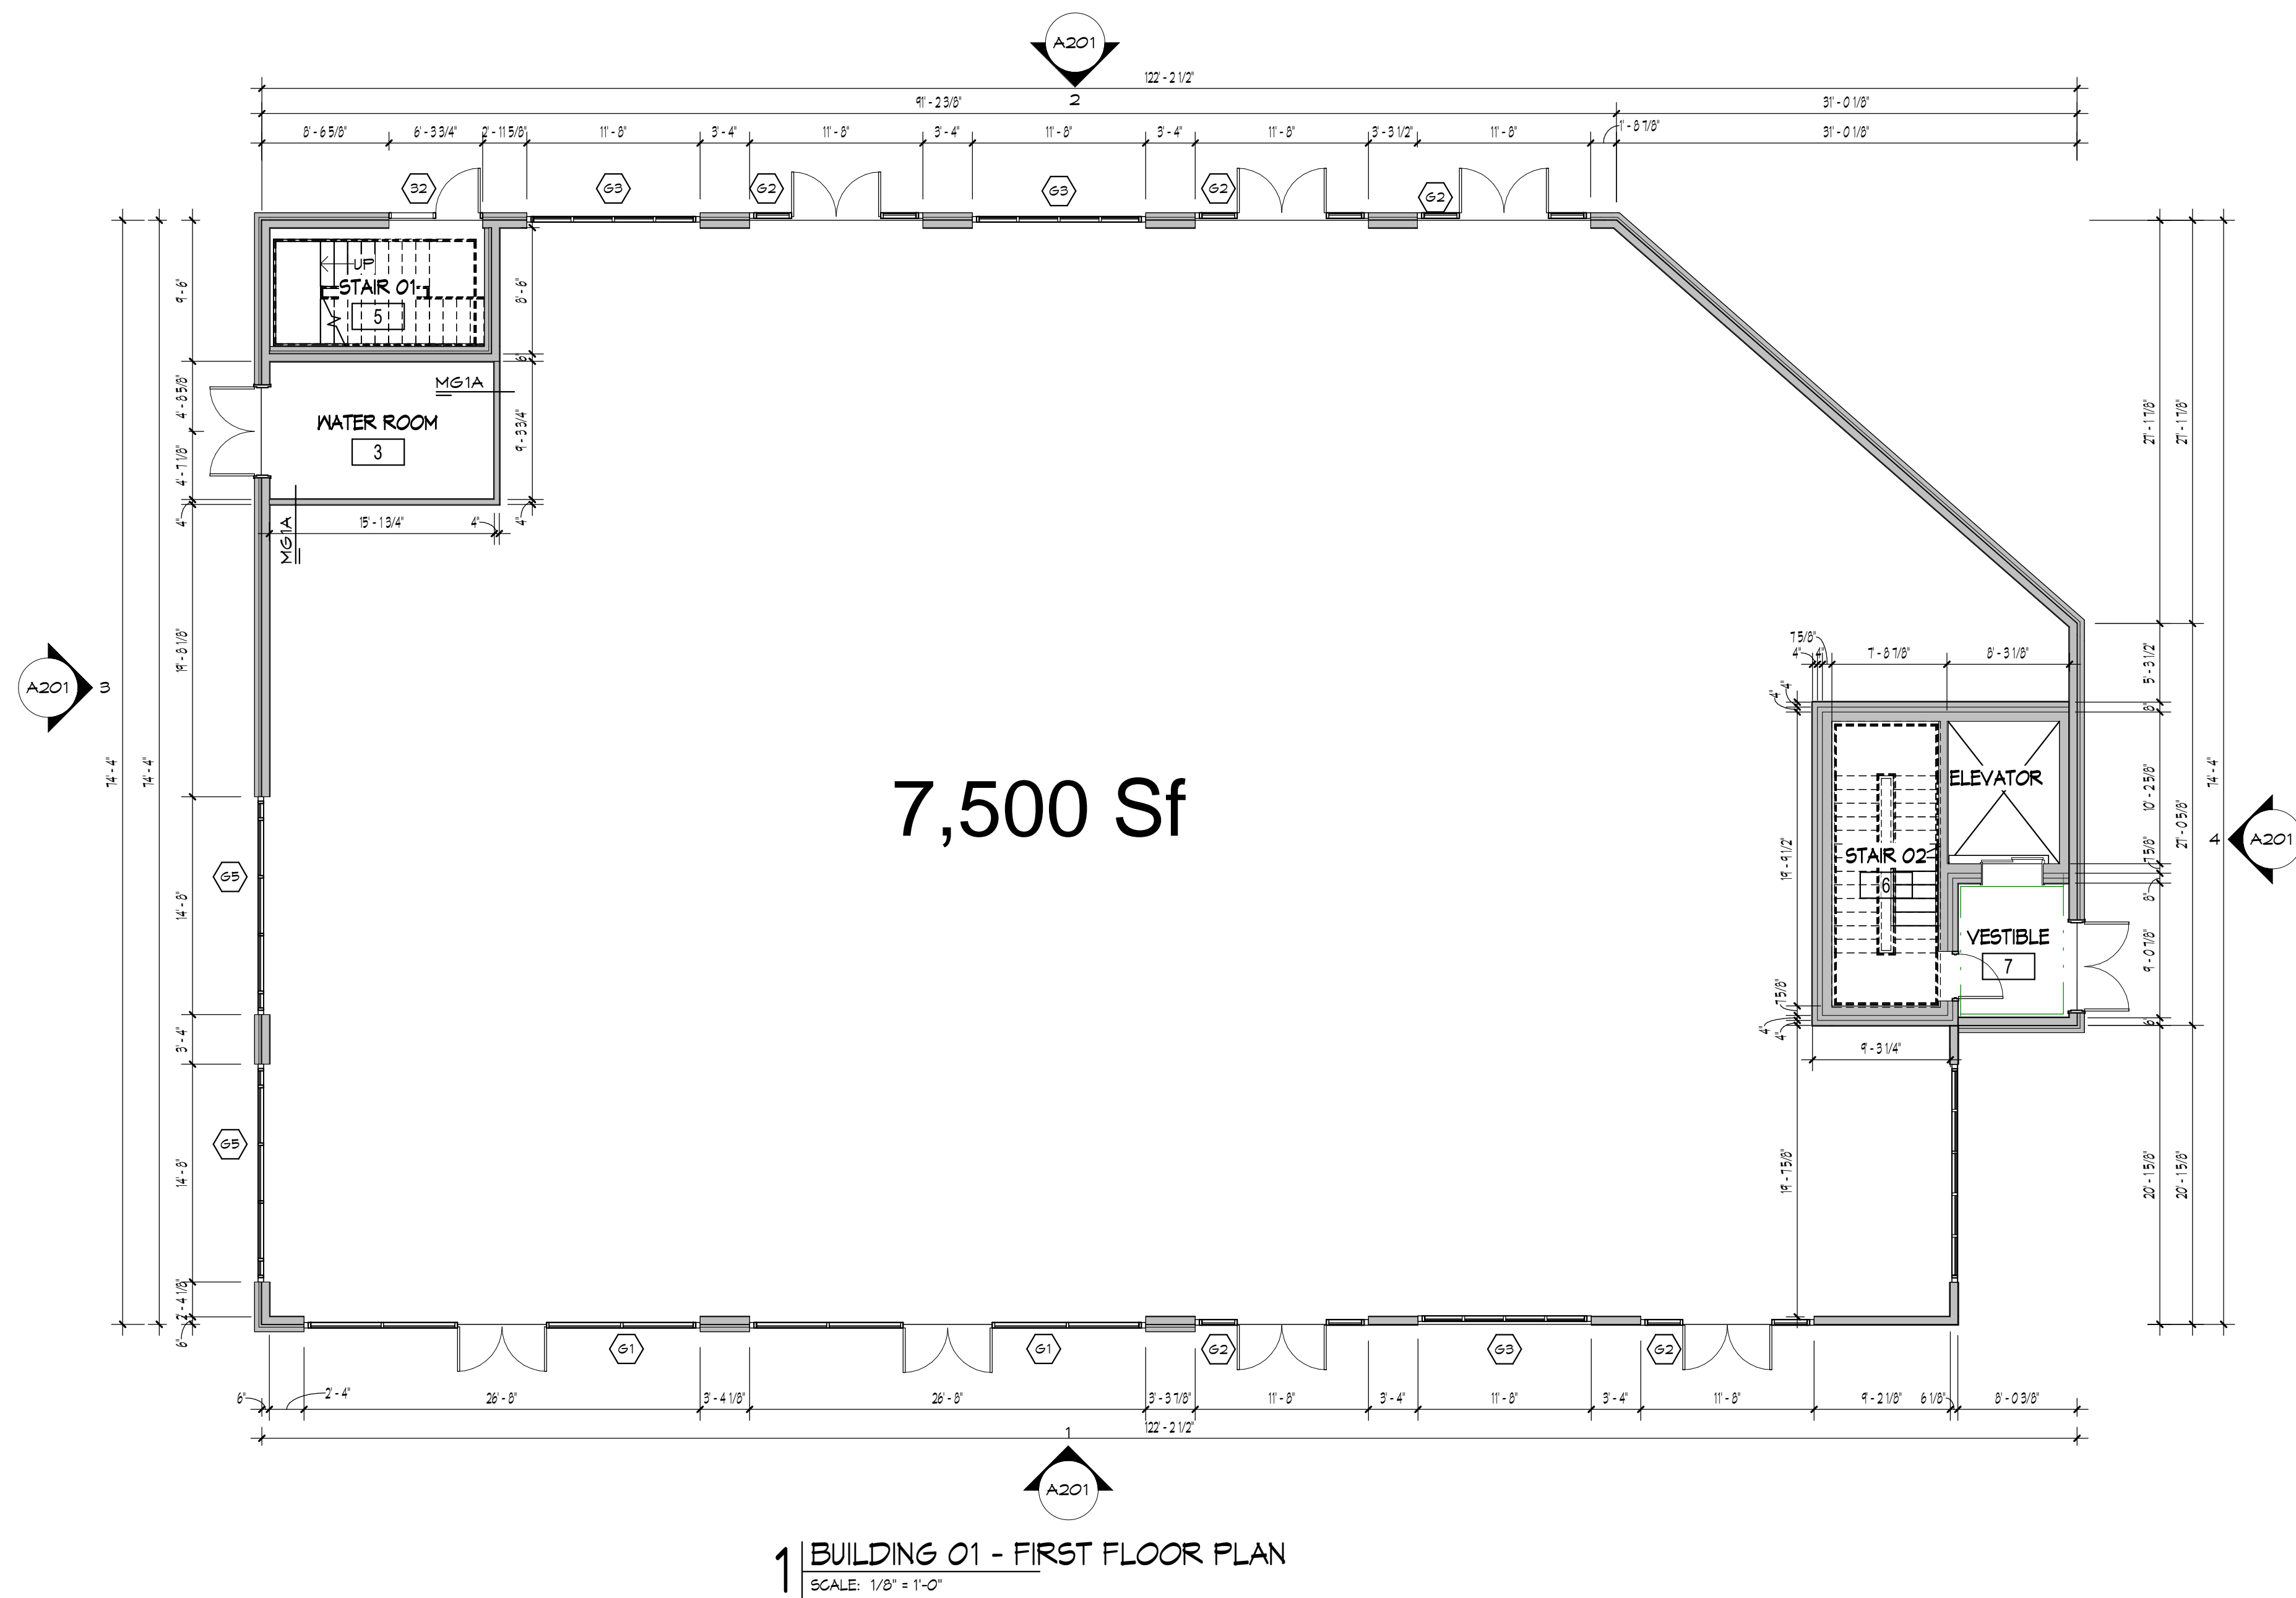 A201
2
122' - 2 1/2"
91' - 2 3/8"
31' - 0 1/8"
8' - 6 5/8"
6' - 3 3/4"
2' - 11 5/8"
11' - 8"
3' - 4"
11' - 8"
3' - 4"
11' - 8"
3' - 4"
11' - 8"
3' - 3 1/2"
11' - 8"
1' - 8 7/8"
31' - 0 1/8"
32
G3
G2
G3
G2
G2
UP
STAIR 01
5
9' - 6"
8' - 6"
6"
4' - 8 5/8"
4' - 7 1/8"
4"
MG1A
WATER ROOM
3
9' - 3 3/4"
4"
15' - 1 3/4"
4"
MG1A
19' - 8 1/8"
A201
3
74' - 4"
74' - 4"
14' - 8"
3' - 4"
14' - 8"
2' - 4 1/8"
6"
G5
G5
7,500 Sf
7 5/8"
4"
4"
7' - 8 7/8"
8' - 3 1/8"
4"
4"
19' - 9 1/2"
7 5/8"
4"
4"
ELEVATOR
STAIR 02
6
VESTIBLE
7
9' - 3 1/4"
19' - 7 5/8"
27' - 1 7/8"
27' - 1 7/8"
5' - 3 1/2"
8"
10' - 2 5/8"
7 5/8"
8"
9' - 0 7/8"
6"
27' - 0 5/8"
74' - 4"
20' - 1 5/8"
20' - 1 5/8"
4
A201
G1
G1
G2
G3
G2
6"
2' - 4"
26' - 8"
3' - 4 1/8"
26' - 8"
3' - 3 7/8"
11' - 8"
3' - 4"
11' - 8"
3' - 4"
11' - 8"
9' - 2 1/8"
6 1/8"
8' - 0 3/8"
122' - 2 1/2"
1
A201
1
BUILDING 01 - FIRST FLOOR PLAN
SCALE: 1/8" = 1'-0"